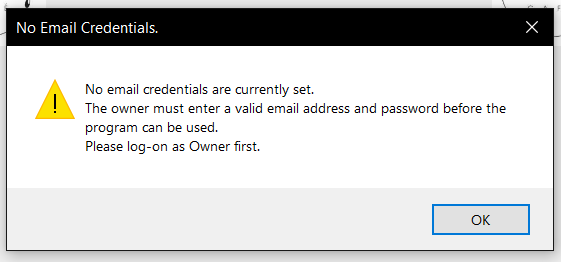 No Email Credentials.
No email credentials are currently set.
The owner must enter a valid email address and password before the
program can be used.
Please log-on as Owner first.
OK